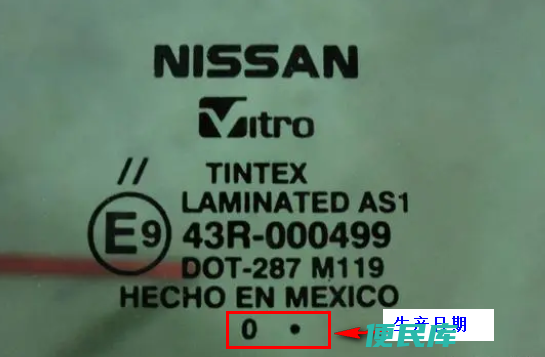 NISSAN
Vitro
//
TINTEX
LAMINATED AS1
E9
43R-000499
DOT-287 M119
HECHO EN MEXICO
0 •
生产日期
便民库